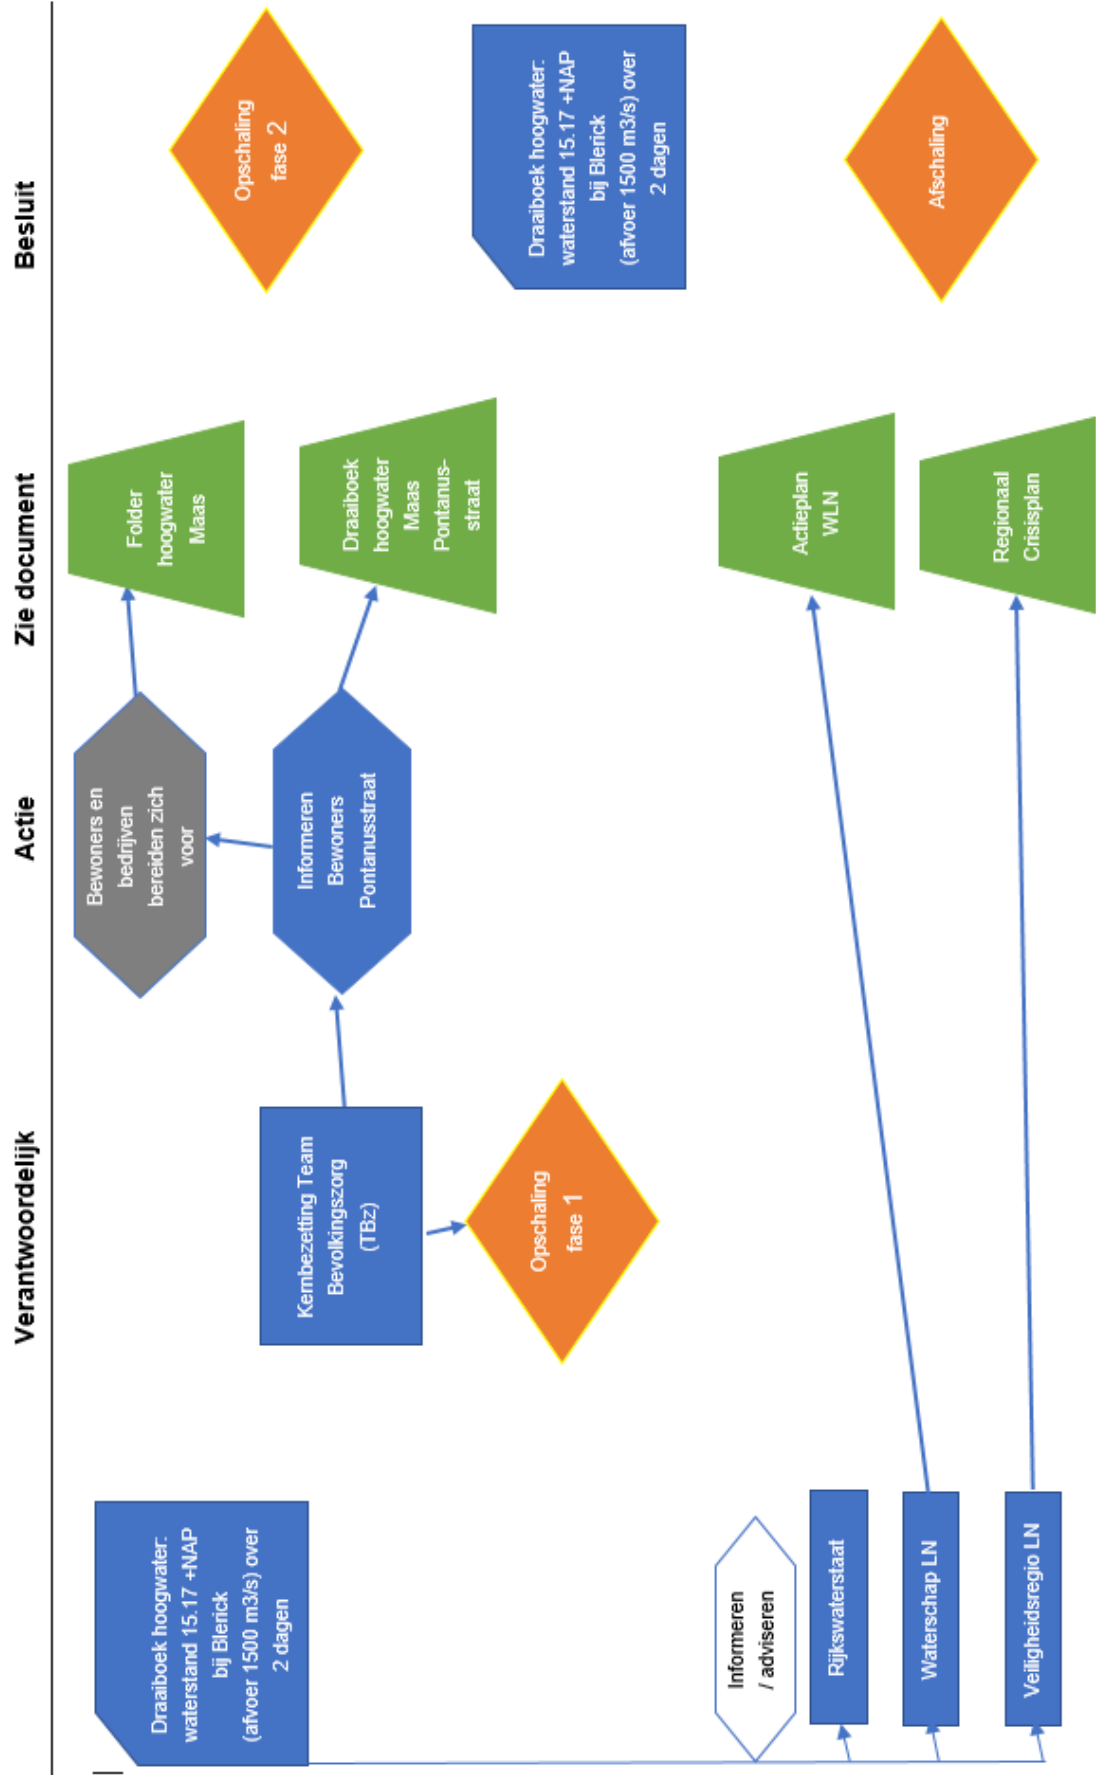 Verantwoordelijk
Actie
Zie document
Besluit
Draaiboek hoogwater:
waterstand 15.17 +NAP
bij Blerick
(afvoer 1500 m3/s) over
2 dagen
Kernbezetting Team
Bevolkingszorg
(TBz)
Opschaling
fase 1
Bewoners en
bedrijven
bereiden zich
voor
Informeren
Bewoners
Pontanusstraat
Folder
hoogwater
Maas
Draaiboek
hoogwater
Maas
Pontanus-
straat
Opschaling
fase 2
Draaiboek hoogwater:
waterstand 15.17 +NAP
bij Blerick
(afvoer 1500 m3/s) over
2 dagen
Informeren
/ adviseren
Rijkswaterstaat
Waterschap LN
Veiligheidsregio LN
Actieplan
WLN
Regionaal
Crisisplan
Afschaling